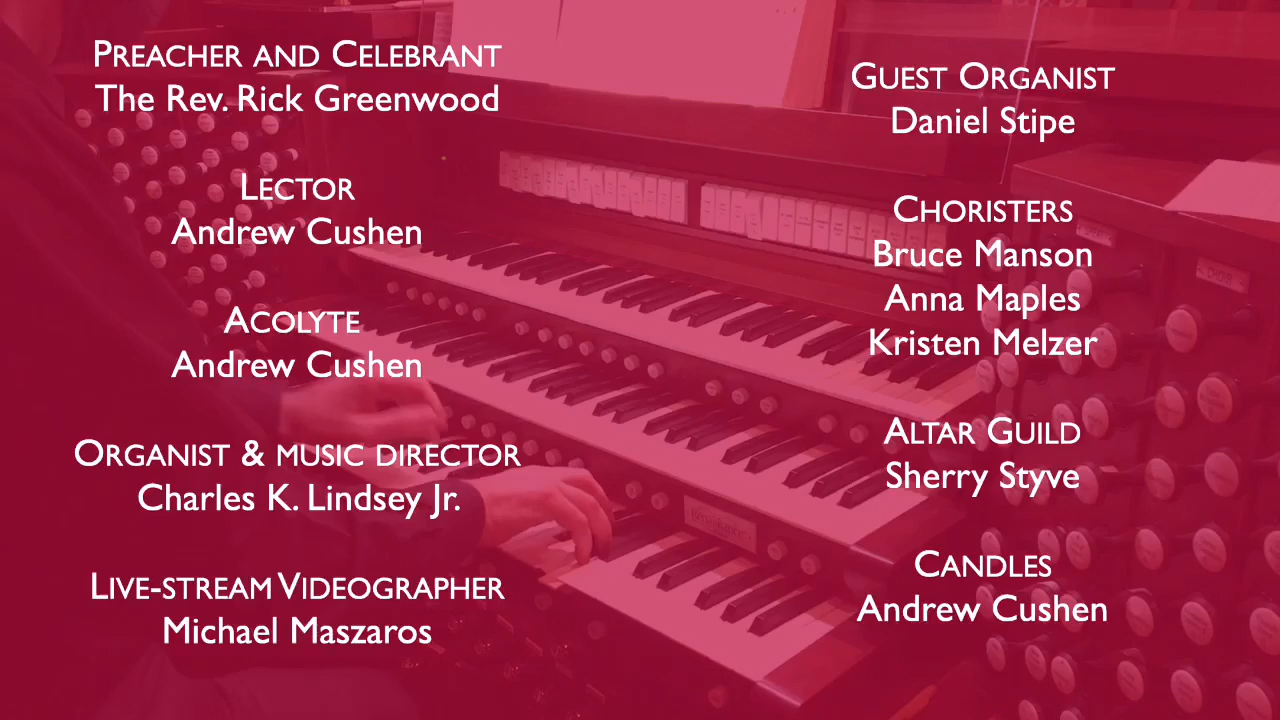 Preacher and Celebrant
The Rev. Rick Greenwood
Lector
Andrew Cushen
Acolyte
Andrew Cushen
Organist & music director
Charles K. Lindsey Jr.
Live-stream Videographer
Michael Maszaros
Guest Organist
Daniel Stipe
Choristers
Bruce Manson
Anna Maples
Kristen Melzer
Altar Guild
Sherry Styve
Candles
Andrew Cushen